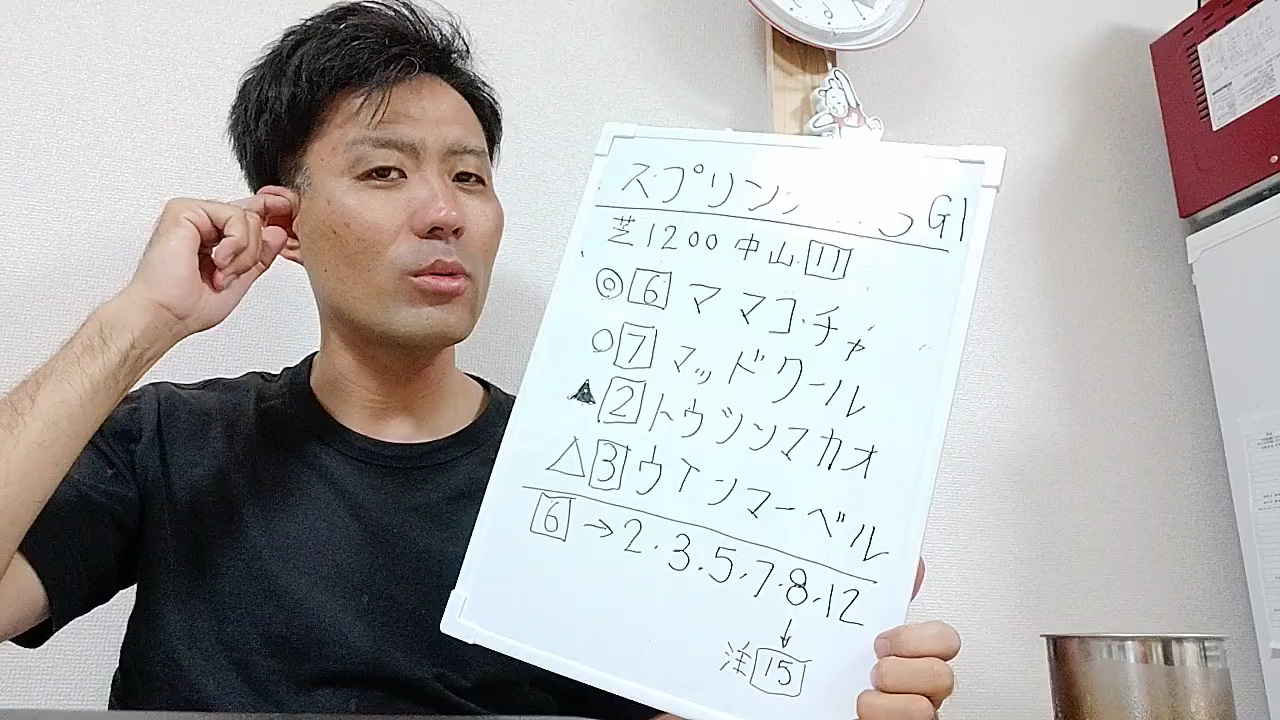 スプリン G1
芝1200 中山 11
◎ 6 ママコチャ
○ 7 マッドクール
▲ 2 トウシンマカオ
△ 3 ウインマーベル
6 → 2.3.5.7.8.12
↓
注 15